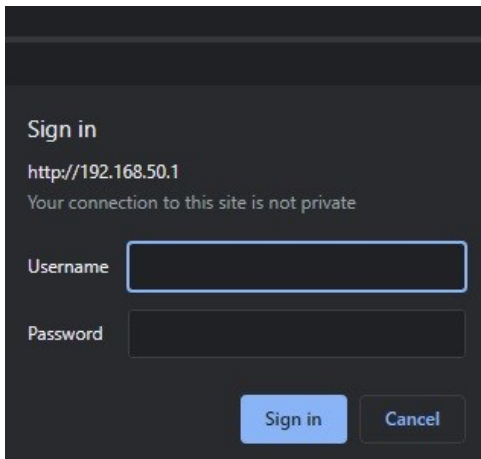 Sign in
http://192.168.50.1
Your connection to this site is not private
Username
Password
Sign in Cancel